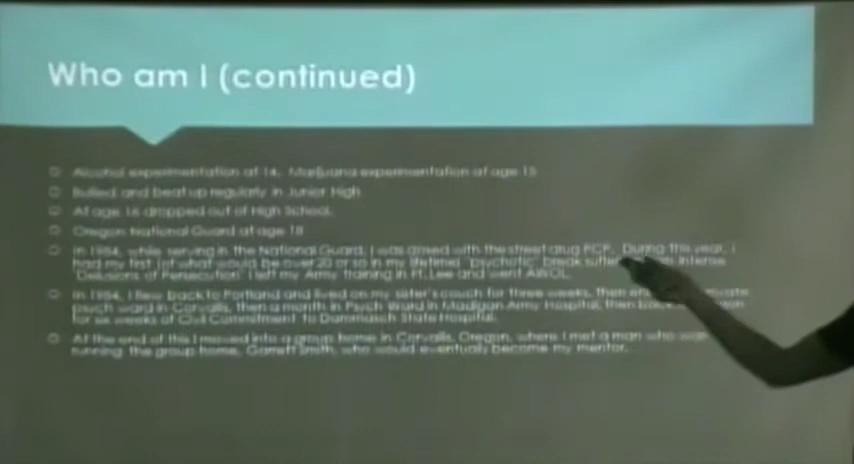 Who am I (continued)
Alcohol experimentation at 14. Marijuana experimentation at age 15
Bullied and beat up regularly in Junior High
At age 16 dropped out of High School.
Oregon National Guard at age 18
In 1984, while serving in the National Guard, I was dosed with the street drug PCP. During this year, I
had my first (of what would be over 20 or so in my lifetime) "psychotic" break intense
"Delusions of Persecution" I left my Army training in Ft. Lee and went AWOL.
In 1984, I flew back to Portland and lived on my sister's couch for three weeks, then
psych ward in Corvallis, then a month in Psych Ward in Madigan Army Hospital, then back
for six weeks of Civil Commitment to Dammasch State Hospital.
At the end of this I moved into a group home in Corvallis, Oregon, where I met a man who was
running the group home, Garrett Smith, who would eventually become my mentor.